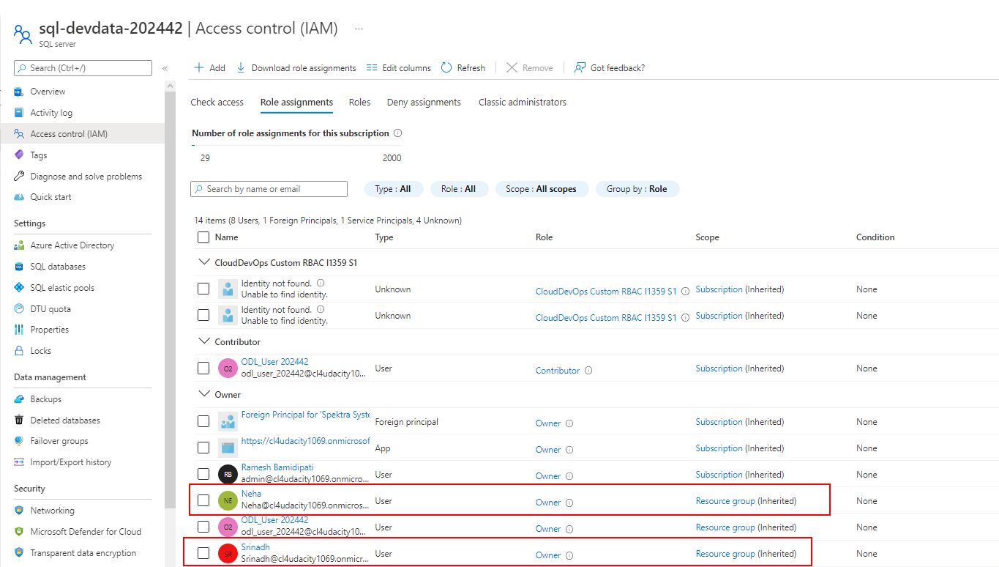 sql-devdata-202442 | Access control (IAM) ...
SQL server
Search (Ctrl+/)
«
Overview
Activity log
Access control (IAM)
Tags
Diagnose and solve problems
Quick start
Settings
Azure Active Directory
SQL databases
SQL elastic pools
DTU quota
Properties
Locks
Data management
Backups
Deleted databases
Failover groups
Import/Export history
Security
Networking
Microsoft Defender for Cloud
Transparent data encryption
Add Download role assignments Edit columns Refresh Remove Got feedback?
Check access Role assignments Roles Deny assignments Classic administrators
Number of role assignments for this subscription
29 2000
Search by name or email Type : All Role : All Scope : All scopes Group by : Role
14 items (8 Users, 1 Foreign Principals, 1 Service Principals, 4 Unknown)
Name Type Role Scope Condition
CloudDevOps Custom RBAC I1359 S1
Identity not found.
Unable to find identity. Unknown CloudDevOps Custom RBAC I1359 S1 Subscription (Inherited) None
Identity not found.
Unable to find identity. Unknown CloudDevOps Custom RBAC I1359 S1 Subscription (Inherited) None
Contributor
ODL_User 202442
O2 odl_user_202442@cl4udacity10... User Contributor Subscription (Inherited) None
Owner
Foreign Principal for 'Spektra Syste
Foreign principal Owner Subscription (Inherited) None
https://cl4udacity1069.onmicrosof
App Owner Subscription (Inherited) None
Ramesh Bamidipati
RB admin@cl4udacity1069.onmicro... User Owner Subscription (Inherited) None
Neha
NE Neha@cl4udacity1069.onmicros... User Owner Resource group (Inherited) None
ODL_User 202442
O2 odl_user_202442@cl4udacity10... User Owner Resource group (Inherited) None
Srinadh
SR Srinadh@cl4udacity1069.onmicr... User Owner Resource group (Inherited) None